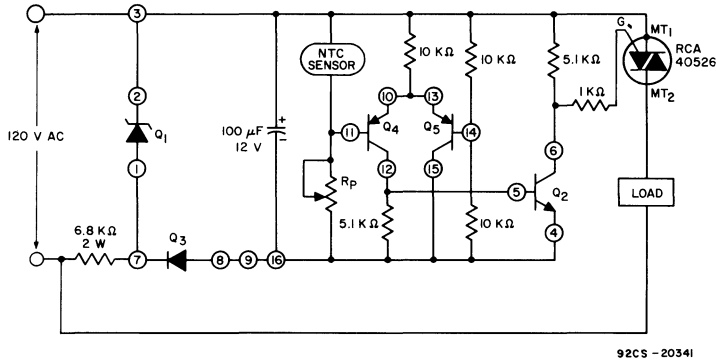 3
G
MT1
RCA
40526
MT2
NTC
SENSOR
10 KΩ
10 KΩ
5.1 KΩ
1 KΩ
2
10
13
120 V AC
Q1
100 μF
12 V
+
−
11
Q4
Q5
14
1
12
15
6
RP
5
Q2
LOAD
6.8 KΩ
2 W
Q3
5.1 KΩ
10 KΩ
4
7
8
9
16
92CS-20341